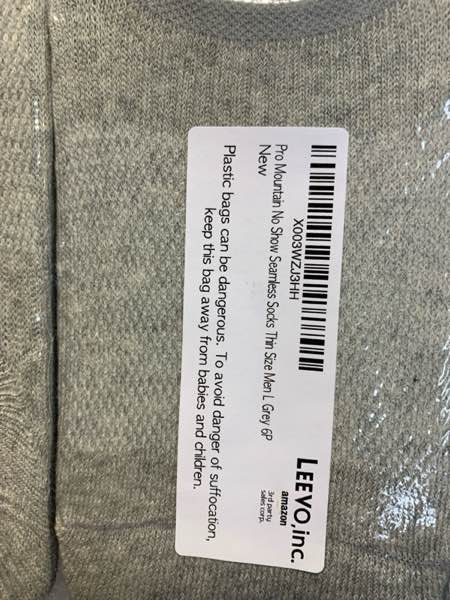 X003WZJ3HH
LEEVO,inc.
amazon
3rd party
sales corp.
Pro Mountain No Show Seamless Socks Thin Size Men L Grey 6P
New
Plastic bags can be dangerous. To avoid danger of suffocation,
keep this bag away from babies and children.